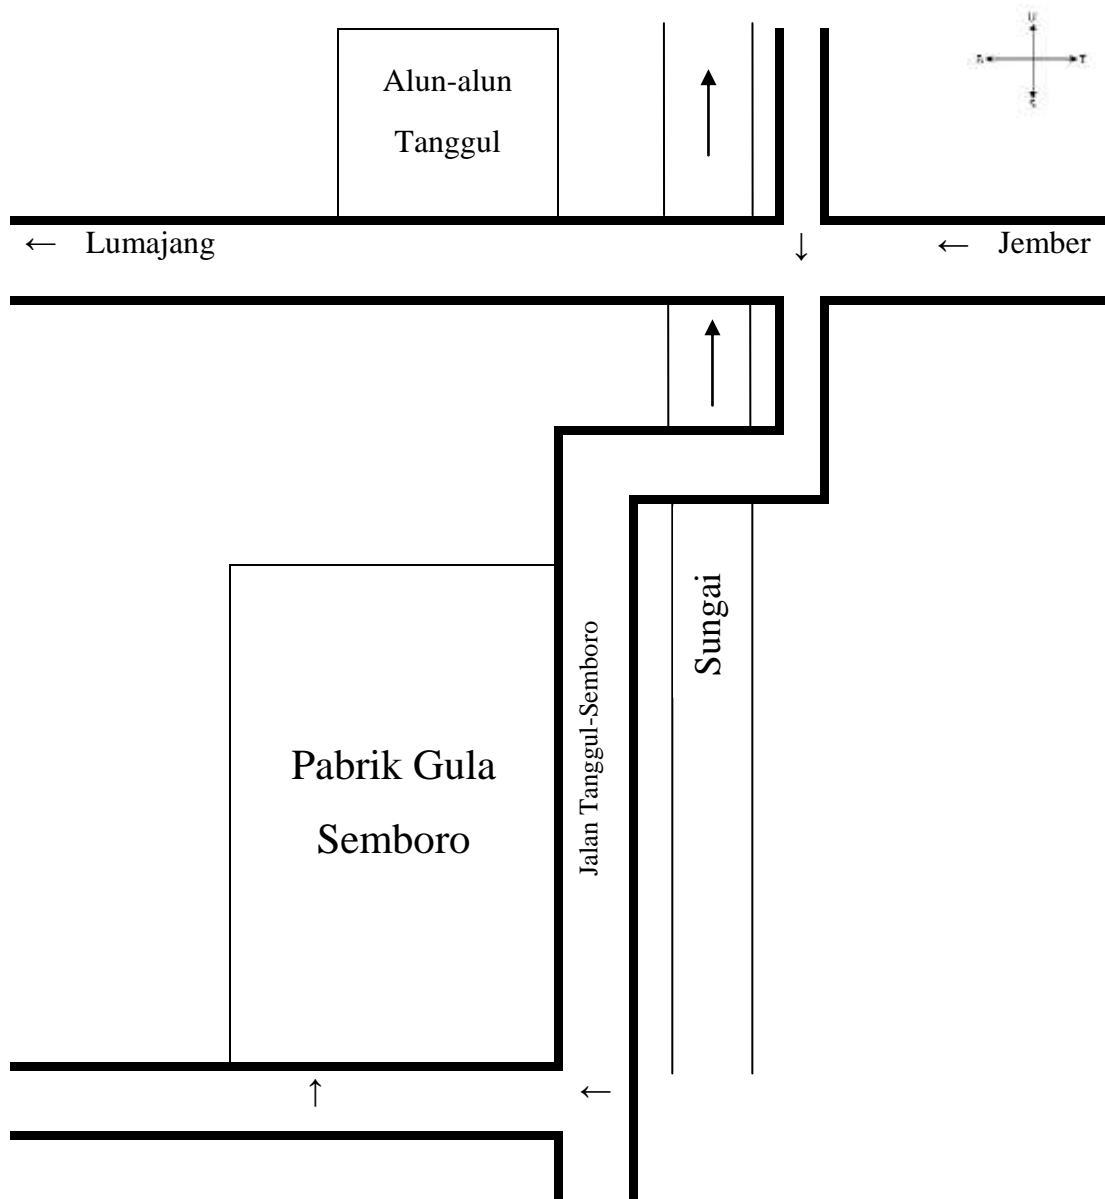 U
T
Alun-alun
Tanggul
← Lumajang
↓
← Jember
Sungai
Jalan Tanggul-Semboro
Pabrik Gula
Semboro
↑
←